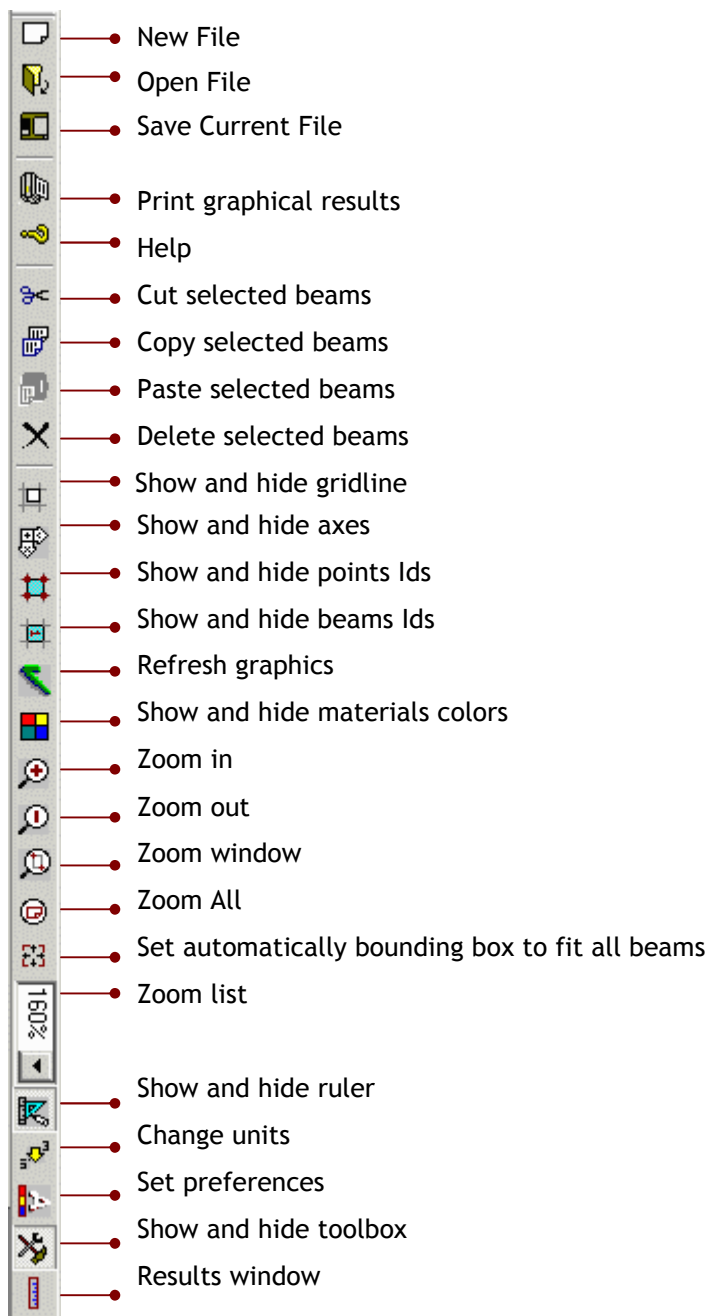 New File
Open File
Save Current File
Print graphical results
Help
Cut selected beams
Copy selected beams
Paste selected beams
Delete selected beams
Show and hide gridline
Show and hide axes
Show and hide points Ids
Show and hide beams Ids
Refresh graphics
Show and hide materials colors
Zoom in
Zoom out
Zoom window
Zoom All
Set automatically bounding box to fit all beams
Zoom list
160%
Show and hide ruler
Change units
Set preferences
Show and hide toolbox
Results window